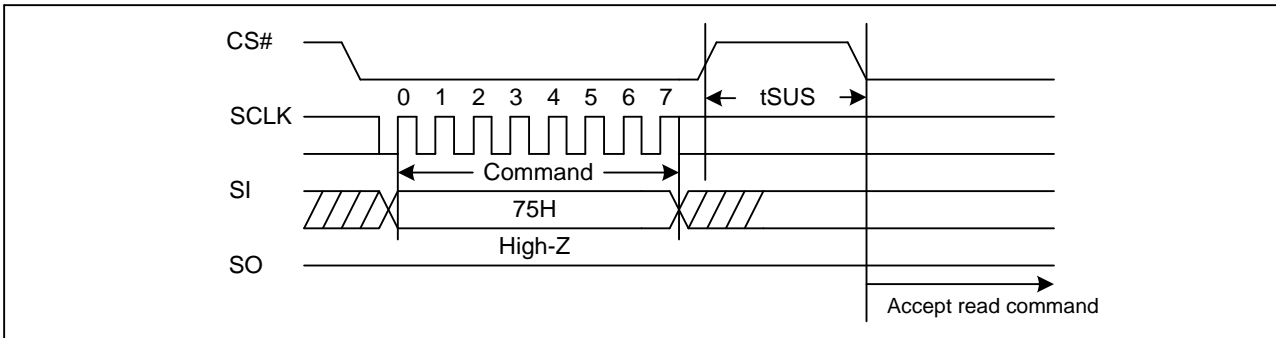 CS#
tSUS
0 1 2 3 4 5 6 7
SCLK
Command
SI
75H
High-Z
SO
Accept read command